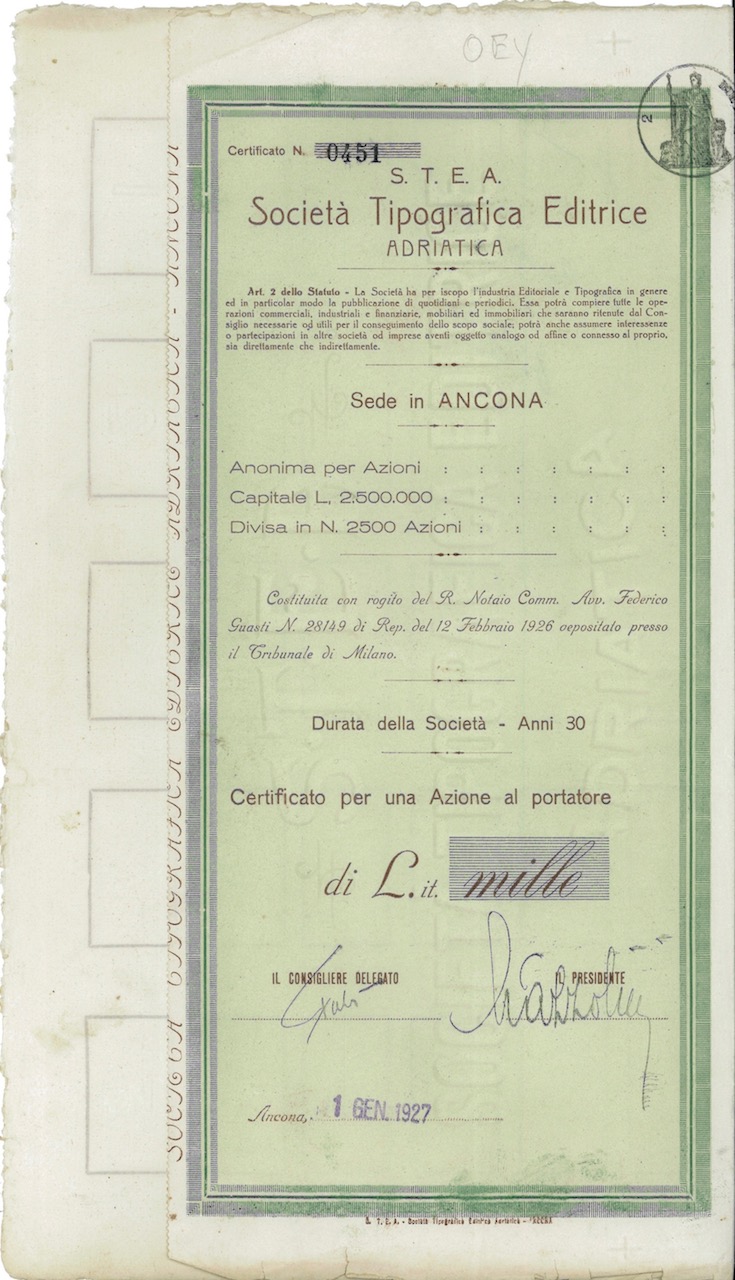 OEY
Certificato N. 0451
2
S. T. E. A.
Società Tipografica Editrice
ADRIATICA
Art. 2 dello Statuto - La Società ha per iscopo l'industria Editoriale e Tipografica in genere
ed in particolar modo la pubblicazione di quotidiani e periodici. Essa potrà compiere tutte le ope-
razioni commerciali, industriali e finanziarie, mobiliari ed immobiliari che saranno ritenute dal Con-
siglio necessarie od utili per il conseguimento dello scopo sociale; potrà anche assumere interessenze
o partecipazioni in altre società od imprese aventi oggetto analogo od affine o connesso al proprio,
sia direttamente che indirettamente.
Sede in ANCONA
Anonima per Azioni : : : : : : :
Capitale L. 2.500.000 : : : : : : :
Divisa in N. 2500 Azioni : : : : : :
Costituita con rogito del R. Notaio Comm. Avv. Federico
Guasti N. 28149 di Rep. del 12 Febbraio 1926 depositato presso
il Tribunale di Milano.
Durata della Società - Anni 30
Certificato per una Azione al portatore
di L.it. mille
IL CONSIGLIERE DELEGATO IL PRESIDENTE
Ancona, 1 GEN. 1927
S. T. E. A. - Società Tipografica Editrice Adriatica - ANCONA
SOCIETÀ TIPOGRAFICA EDITRICE ADRIATICA - ANCONA